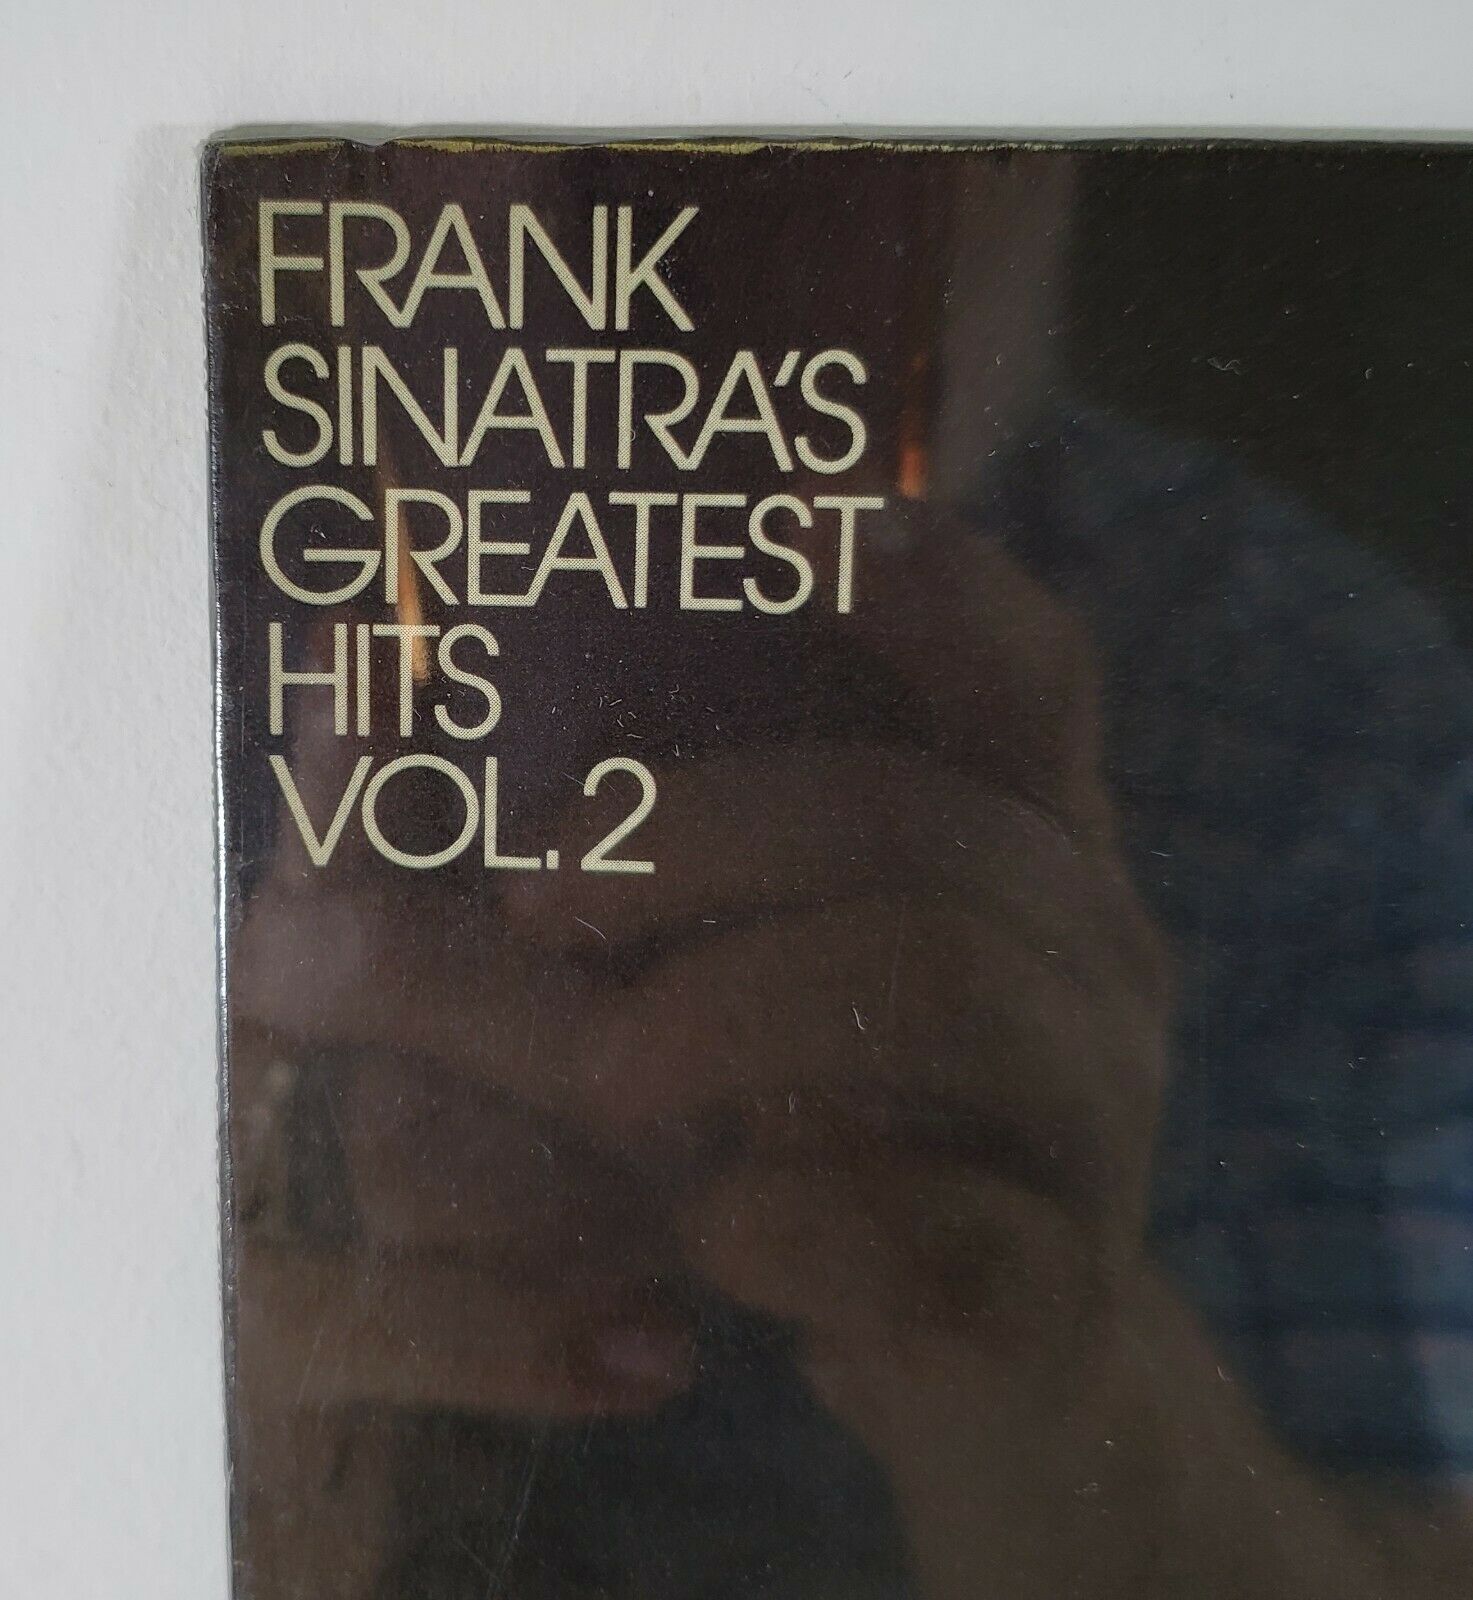 FRANK
SINATRA'S
GREATEST
HITS
VOL.2